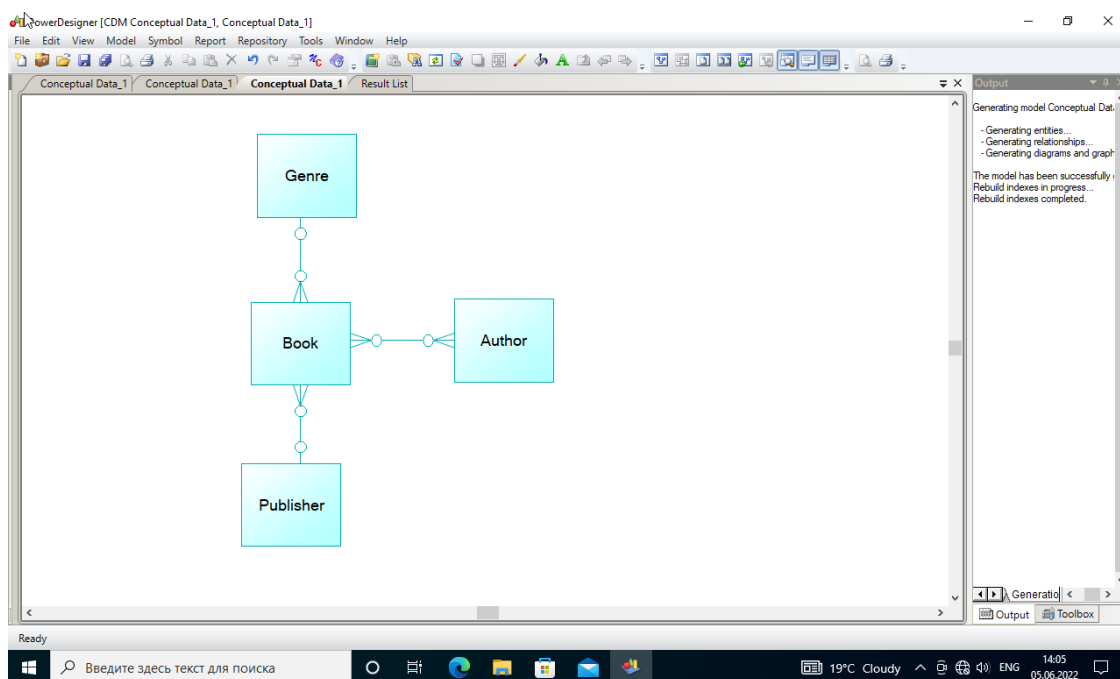 PowerDesigner [CDM Conceptual Data_1, Conceptual Data_1]
File Edit View Model Symbol Report Repository Tools Window Help
Conceptual Data_1 Conceptual Data_1 Conceptual Data_1 Result List
Output
Generating model Conceptual Dat
- Generating entities...
- Generating relationships...
- Generating diagrams and graph
The model has been successfully
Rebuild indexes in progress...
Rebuild indexes completed.
Genre
Book
Author
Publisher
Generatio
Output Toolbox
Ready
Введите здесь текст для поиска
19°C Cloudy
ENG
14:05
05.06.2022